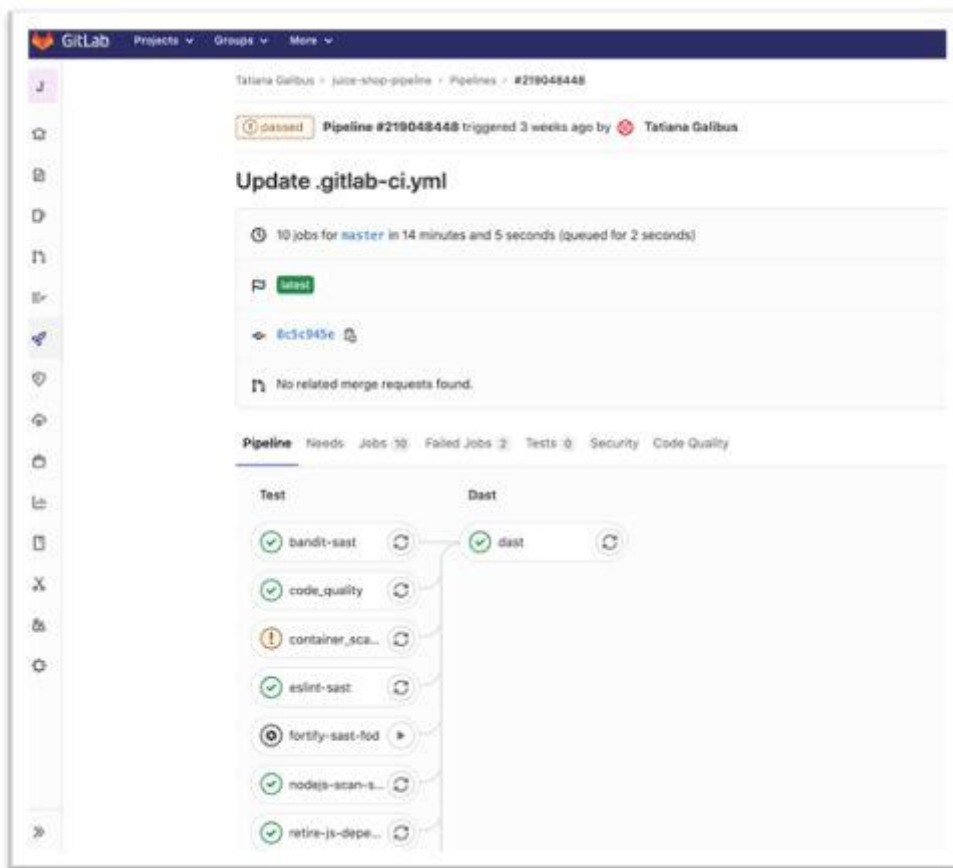 GitLab Projects Groups More
J
Tatiana Galibus > juice-shop-pipeline > Pipelines > #219048448
passed Pipeline #219048448 triggered 3 weeks ago by Tatiana Galibus
Update .gitlab-ci.yml
10 jobs for master in 14 minutes and 5 seconds (queued for 2 seconds)
latest
8c5c945e
No related merge requests found.
Pipeline Needs Jobs 10 Failed Jobs 2 Tests 0 Security Code Quality
Test Dast
bandit-sast dast
code_quality
container_sca...
eslint-sast
fortify-sast-fod
nodejs-scan-s...
retire-js-depe...